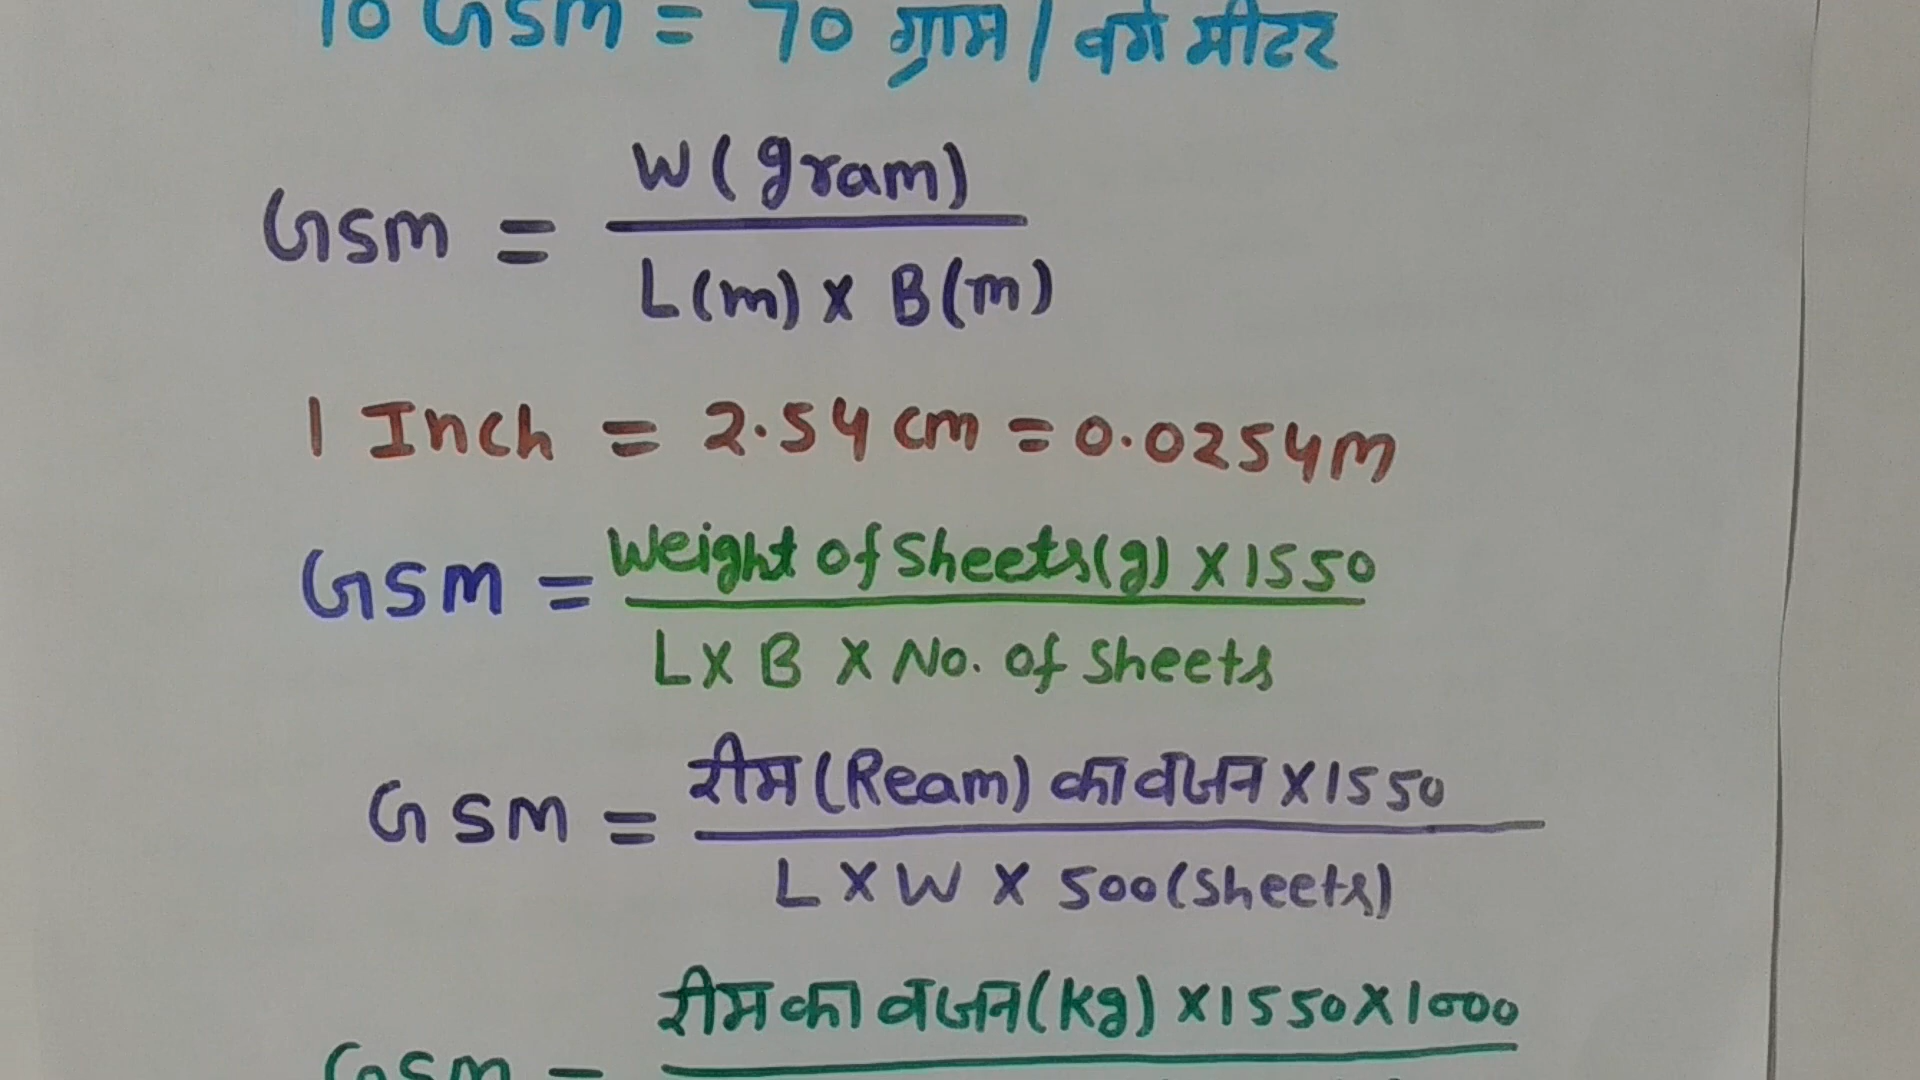 70 GSM = 70 ग्राम / वर्ग मीटर
GSM = W (gram)
L(m) x B(m)
1 Inch = 2.54 cm = 0.0254m
GSM = Weight of Sheets(g) X 1550
L X B X No. of Sheets
GSM = रीम (Ream) का वजन X 1550
L X W X 500 (Sheets)
रीम का वजन (Kg) X 1550 X 1000
GSM =